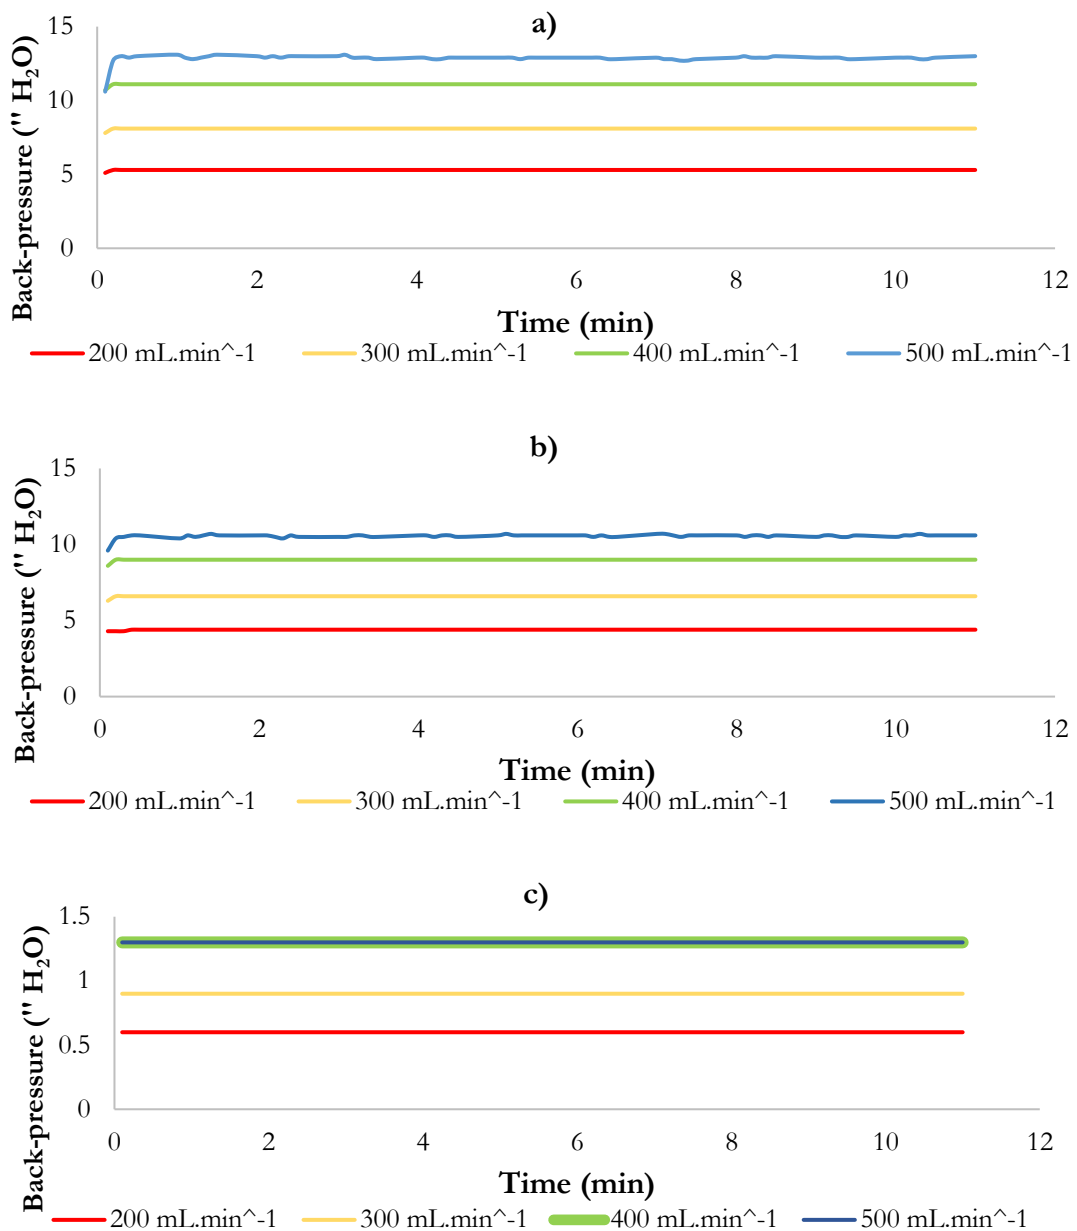 a)
Back-pressure ('' H₂O)
15
10
5
0
0 2 4 6 8 10 12
Time (min)
200 mL.min^-1 300 mL.min^-1 400 mL.min^-1 500 mL.min^-1
b)
Back-pressure ('' H₂O)
15
10
5
0
0 2 4 6 8 10 12
Time (min)
200 mL.min^-1 300 mL.min^-1 400 mL.min^-1 500 mL.min^-1
c)
Back-pressure ('' H₂O)
1.5
1
0.5
0
0 2 4 6 8 10 12
Time (min)
200 mL.min^-1 300 mL.min^-1 400 mL.min^-1 500 mL.min^-1